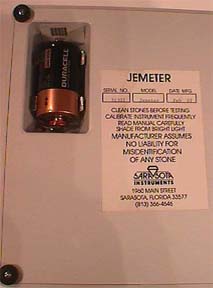 DURACELL
JEMETER
SERIAL NO. MODEL DATE MFG.
Jemeter
CLEAN STONES BEFORE TESTING
CALIBRATE INSTRUMENT FREQUENTLY
READ MANUAL CAREFULLY
SHADE FROM BRIGHT LIGHT
MANUFACTURER ASSUMES
NO LIABILITY FOR
MISIDENTIFICATION
OF ANY STONE
SARASOTA
INSTRUMENTS
1960 MAIN STREET
SARASOTA, FLORIDA 33577
(813) 366-4646